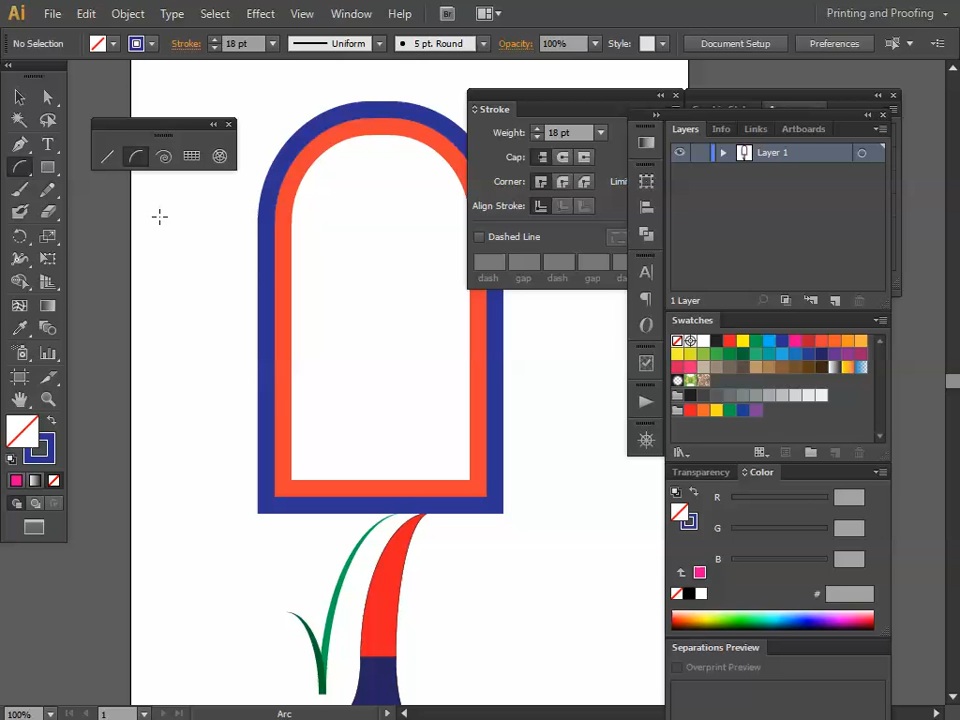 Ai File Edit Object Type Select Effect View Window Help Br Printing and Proofing
No Selection Stroke: 18 pt Uniform 5 pt. Round Opacity: 100% Style: Document Setup Preferences
Stroke
Weight: 18 pt
Cap:
Corner: Limi
Align Stroke:
Dashed Line
dash gap dash gap da
Layers Info Links Artboards
Layer 1
1 Layer
Swatches
Transparency Color
R
G
B
#
Separations Preview
Overprint Preview
100% 1 Arc